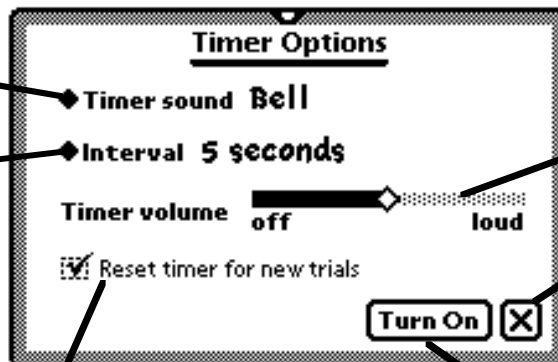 Timer Options
Timer sound Bell
Interval 5 seconds
Timer volume
off loud
Reset timer for new trials
Turn On